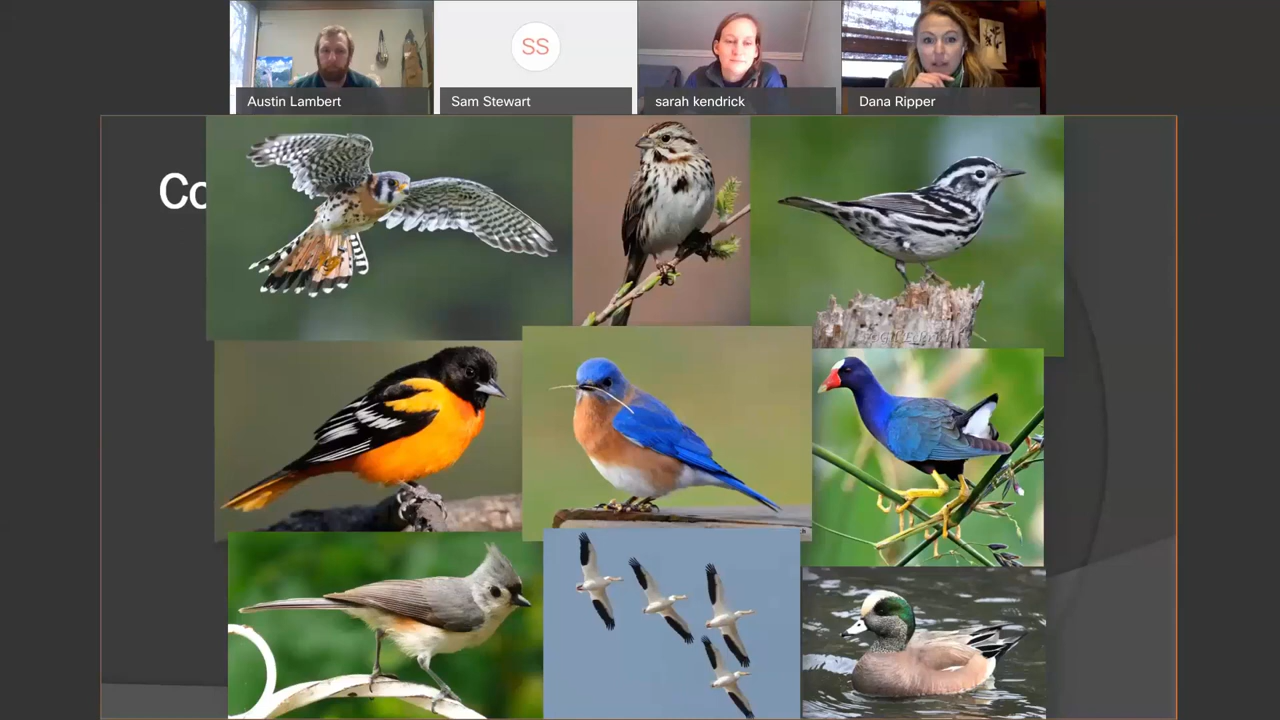 SS
Austin Lambert
Sam Stewart
sarah kendrick
Dana Ripper
Co